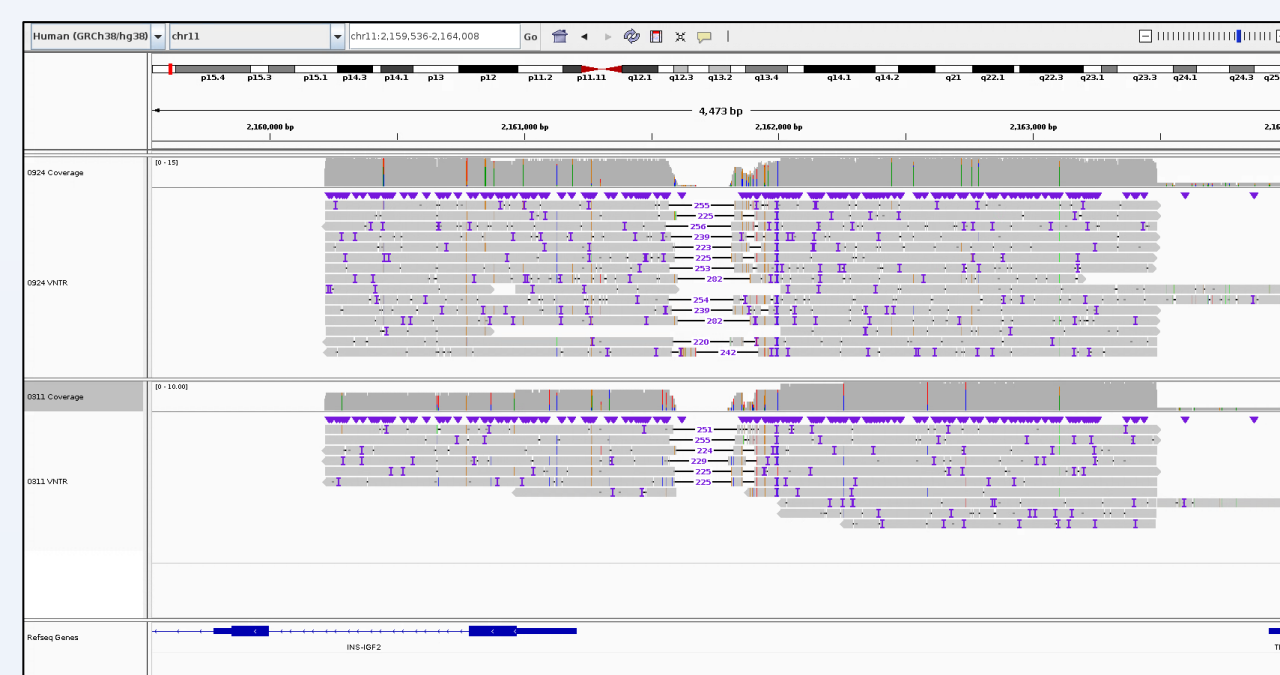 Human (GRCh38/hg38) chr11 chr11:2,159,536-2,164,008 Go
p15.4 p15.3 p15.1 p14.3 p14.1 p13 p12 p11.2 p11.11 q12.1 q12.3 q13.2 q13.4 q14.1 q14.2 q21 q22.1 q22.3 q23.1 q23.3 q24.1 q24.3 q25
4,473 bp
2,160,000 bp 2,161,000 bp 2,162,000 bp 2,163,000 bp 2,16
[0 - 15]
0924 Coverage
255
225
256
239
223
225
253
0924 VNTR
282
254
239
282
220
242
[0 - 10.00]
0311 Coverage
251
255
224
229
225
0311 VNTR
225
Refseq Genes
INS-IGF2